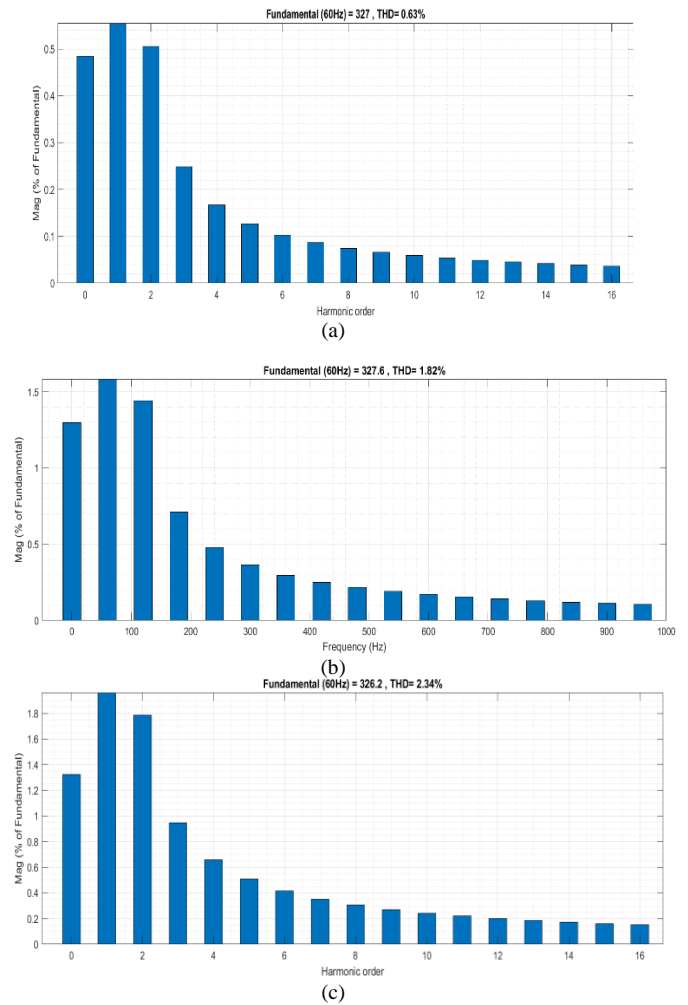 Fundamental (60Hz) = 327 , THD= 0.63%
Mag (% of Fundamental)
0.5
0.4
0.3
0.2
0.1
0
0 2 4 6 8 10 12 14 16
Harmonic order
(a)
Fundamental (60Hz) = 327.6 , THD= 1.82%
Mag (% of Fundamental)
1.5
1
0.5
0
0 100 200 300 400 500 600 700 800 900 1000
Frequency (Hz)
(b)
Fundamental (60Hz) = 326.2 , THD= 2.34%
Mag (% of Fundamental)
1.8
1.6
1.4
1.2
1
0.8
0.6
0.4
0.2
0
0 2 4 6 8 10 12 14 16
Harmonic order
(c)